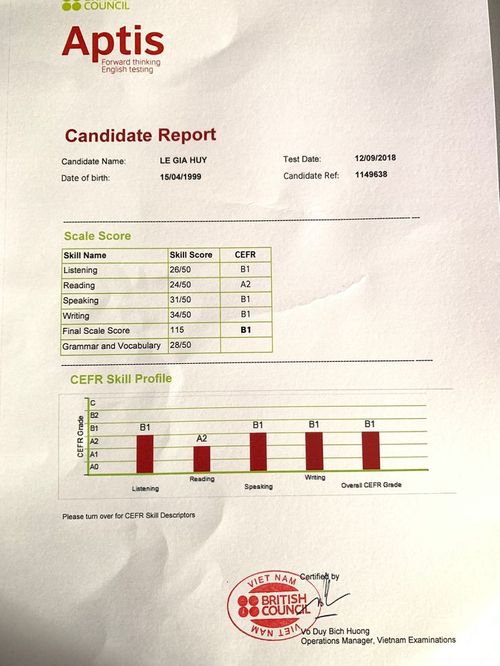 COUNCIL
Aptis
Forward thinking
English testing
Candidate Report
Candidate Name: LE GIA HUY Test Date: 12/09/2018
Date of birth: 15/04/1999 Candidate Ref: 1149638
Scale Score
Skill Name Skill Score CEFR
Listening 26/50 B1
Reading 24/50 A2
Speaking 31/50 B1
Writing 34/50 B1
Final Scale Score 115 B1
Grammar and Vocabulary 28/50
CEFR Skill Profile
CEFR Grade
C
B2
B1
A2
A1
A0
B1 A2 B1 B1 B1
Listening Reading Speaking Writing Overall CEFR Grade
Please turn over for CEFR Skill Descriptors
Certified by
VIET NAM
BRITISH
COUNCIL
VIET NAM
Vo Duy Bich Huong
Operations Manager, Vietnam Examinations